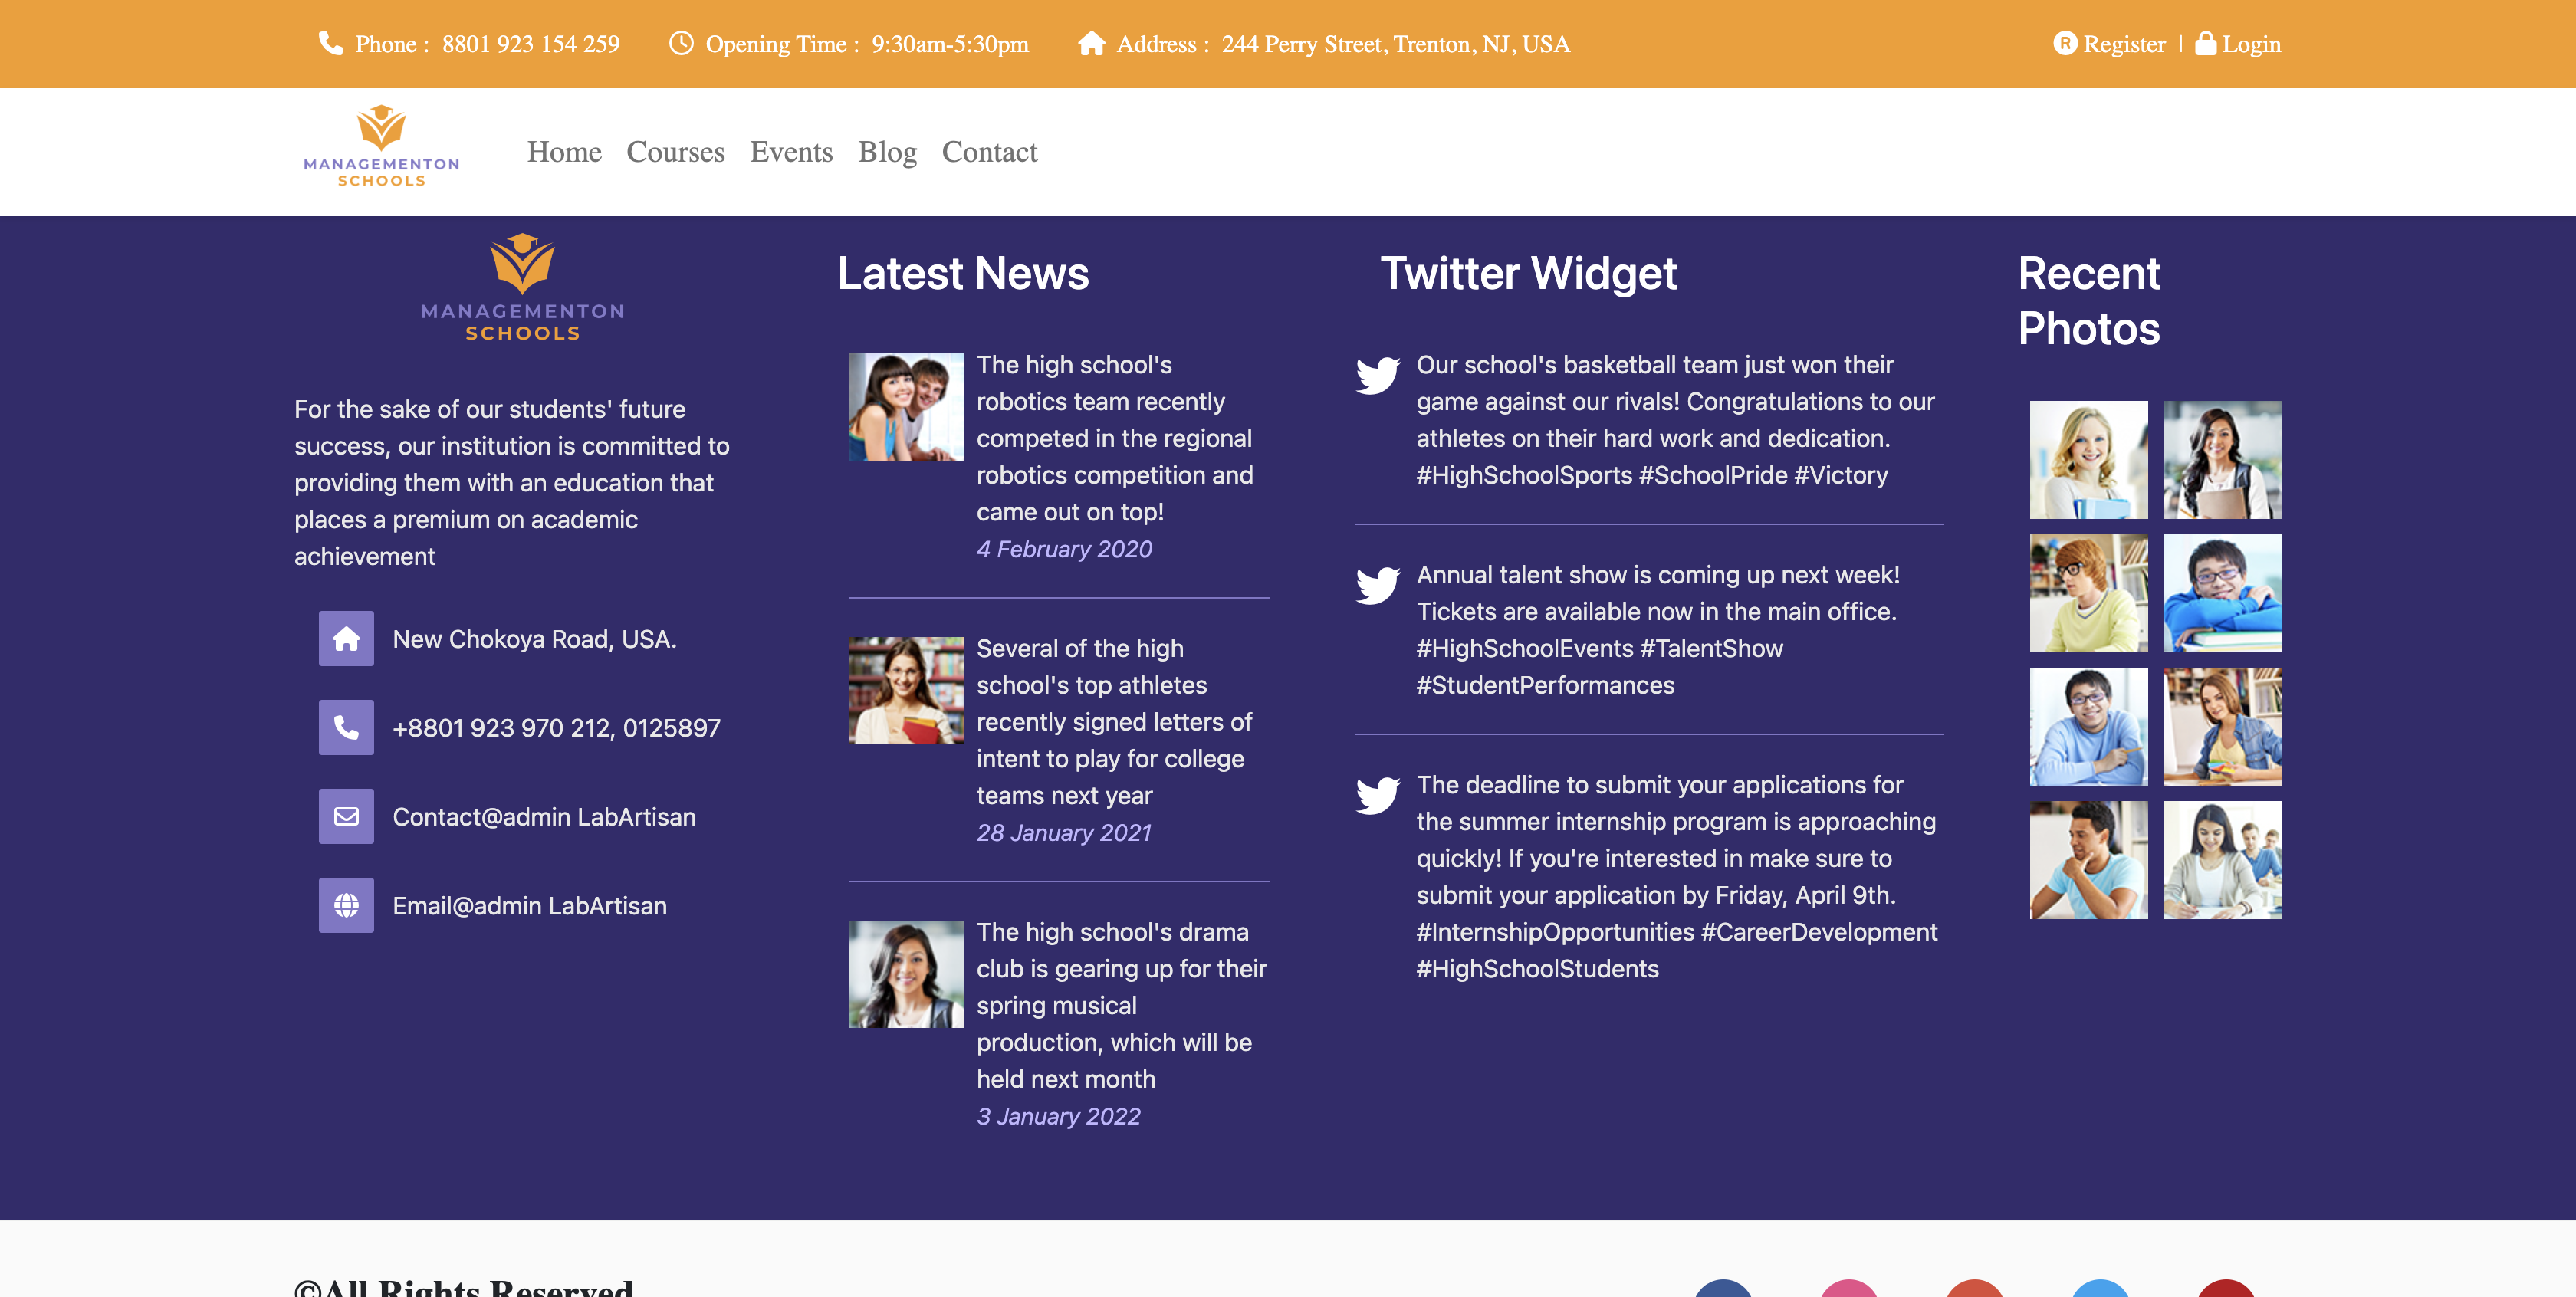 Phone : 8801 923 154 259
Opening Time : 9:30am-5:30pm
Address : 244 Perry Street, Trenton, NJ, USA
Register | Login
MANAGEMENTON
SCHOOLS
Home
Courses
Events
Blog
Contact
MANAGEMENTON
SCHOOLS
For the sake of our students' future
success, our institution is committed to
providing them with an education that
places a premium on academic
achievement
New Chokoya Road, USA.
+8801 923 970 212, 0125897
Contact@admin LabArtisan
Email@admin LabArtisan
Latest News
The high school's
robotics team recently
competed in the regional
robotics competition and
came out on top!
4 February 2020
Several of the high
school's top athletes
recently signed letters of
intent to play for college
teams next year
28 January 2021
The high school's drama
club is gearing up for their
spring musical
production, which will be
held next month
3 January 2022
Twitter Widget
Our school's basketball team just won their
game against our rivals! Congratulations to our
athletes on their hard work and dedication.
#HighSchoolSports #SchoolPride #Victory
Annual talent show is coming up next week!
Tickets are available now in the main office.
#HighSchoolEvents #TalentShow
#StudentPerformances
The deadline to submit your applications for
the summer internship program is approaching
quickly! If you're interested in make sure to
submit your application by Friday, April 9th.
#InternshipOpportunities #CareerDevelopment
#HighSchoolStudents
Recent
Photos
©All Rights Reserved